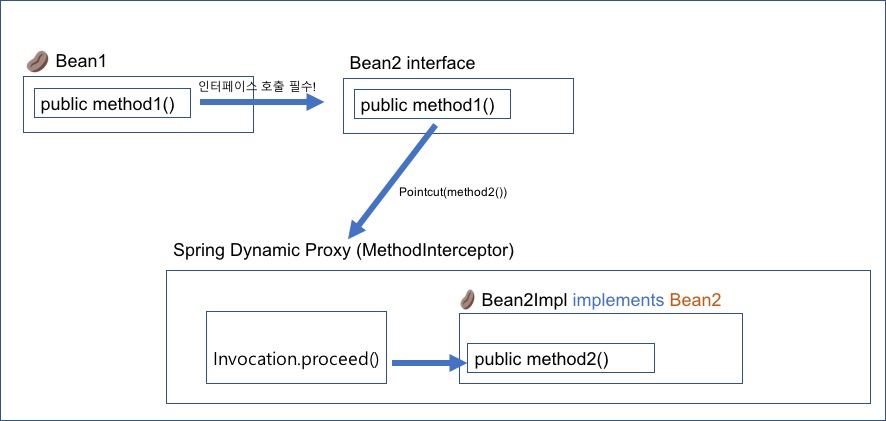 Bean1
Bean2 interface
인터페이스 호출 필수!
public method1()
public method1()
Pointcut(method2())
Spring Dynamic Proxy (MethodInterceptor)
Bean2Impl implements Bean2
Invocation.proceed()
public method2()